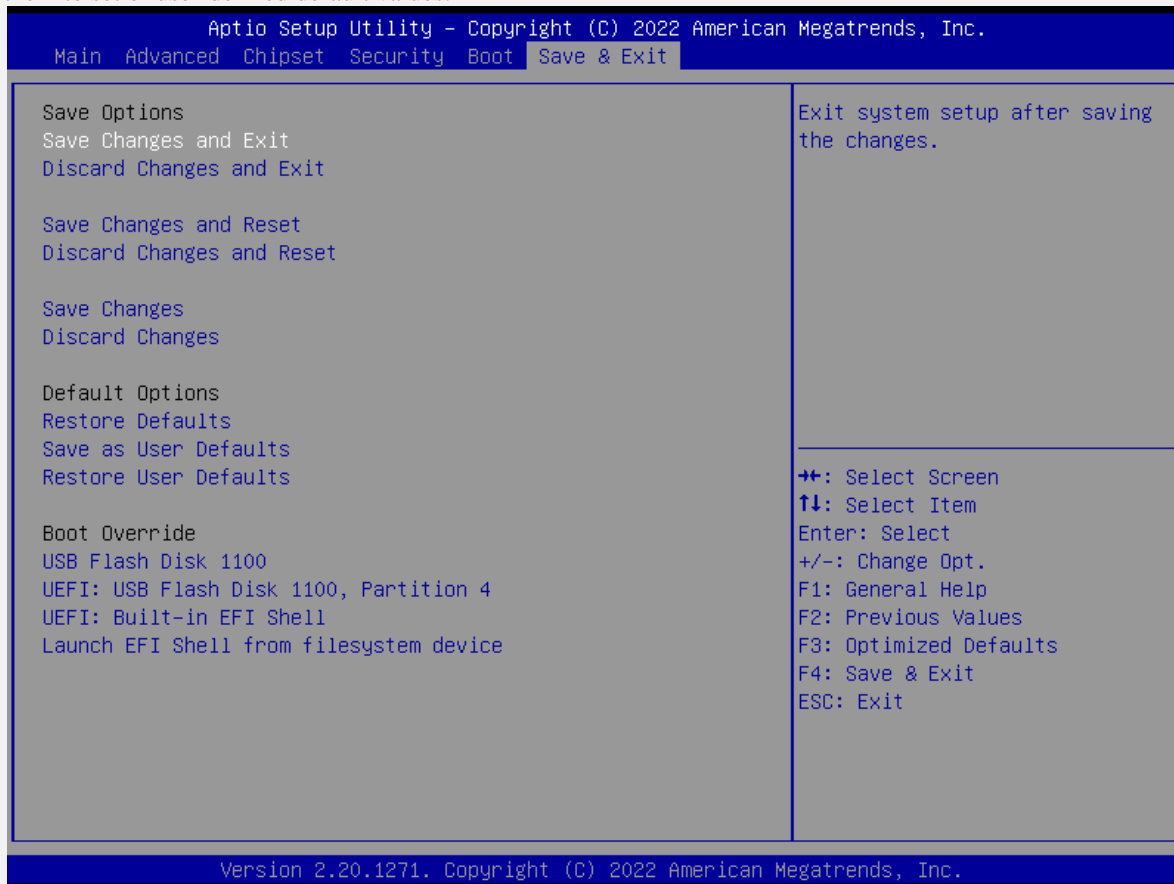 Aptio Setup Utility – Copyright (C) 2022 American Megatrends, Inc.
Main Advanced Chipset Security Boot Save & Exit
Save Options
Save Changes and Exit
Discard Changes and Exit
Save Changes and Reset
Discard Changes and Reset
Save Changes
Discard Changes
Default Options
Restore Defaults
Save as User Defaults
Restore User Defaults
Boot Override
USB Flash Disk 1100
UEFI: USB Flash Disk 1100, Partition 4
UEFI: Built-in EFI Shell
Launch EFI Shell from filesystem device
Exit system setup after saving
the changes.
→←: Select Screen
↑↓: Select Item
Enter: Select
+/-: Change Opt.
F1: General Help
F2: Previous Values
F3: Optimized Defaults
F4: Save & Exit
ESC: Exit
Version 2.20.1271. Copyright (C) 2022 American Megatrends, Inc.